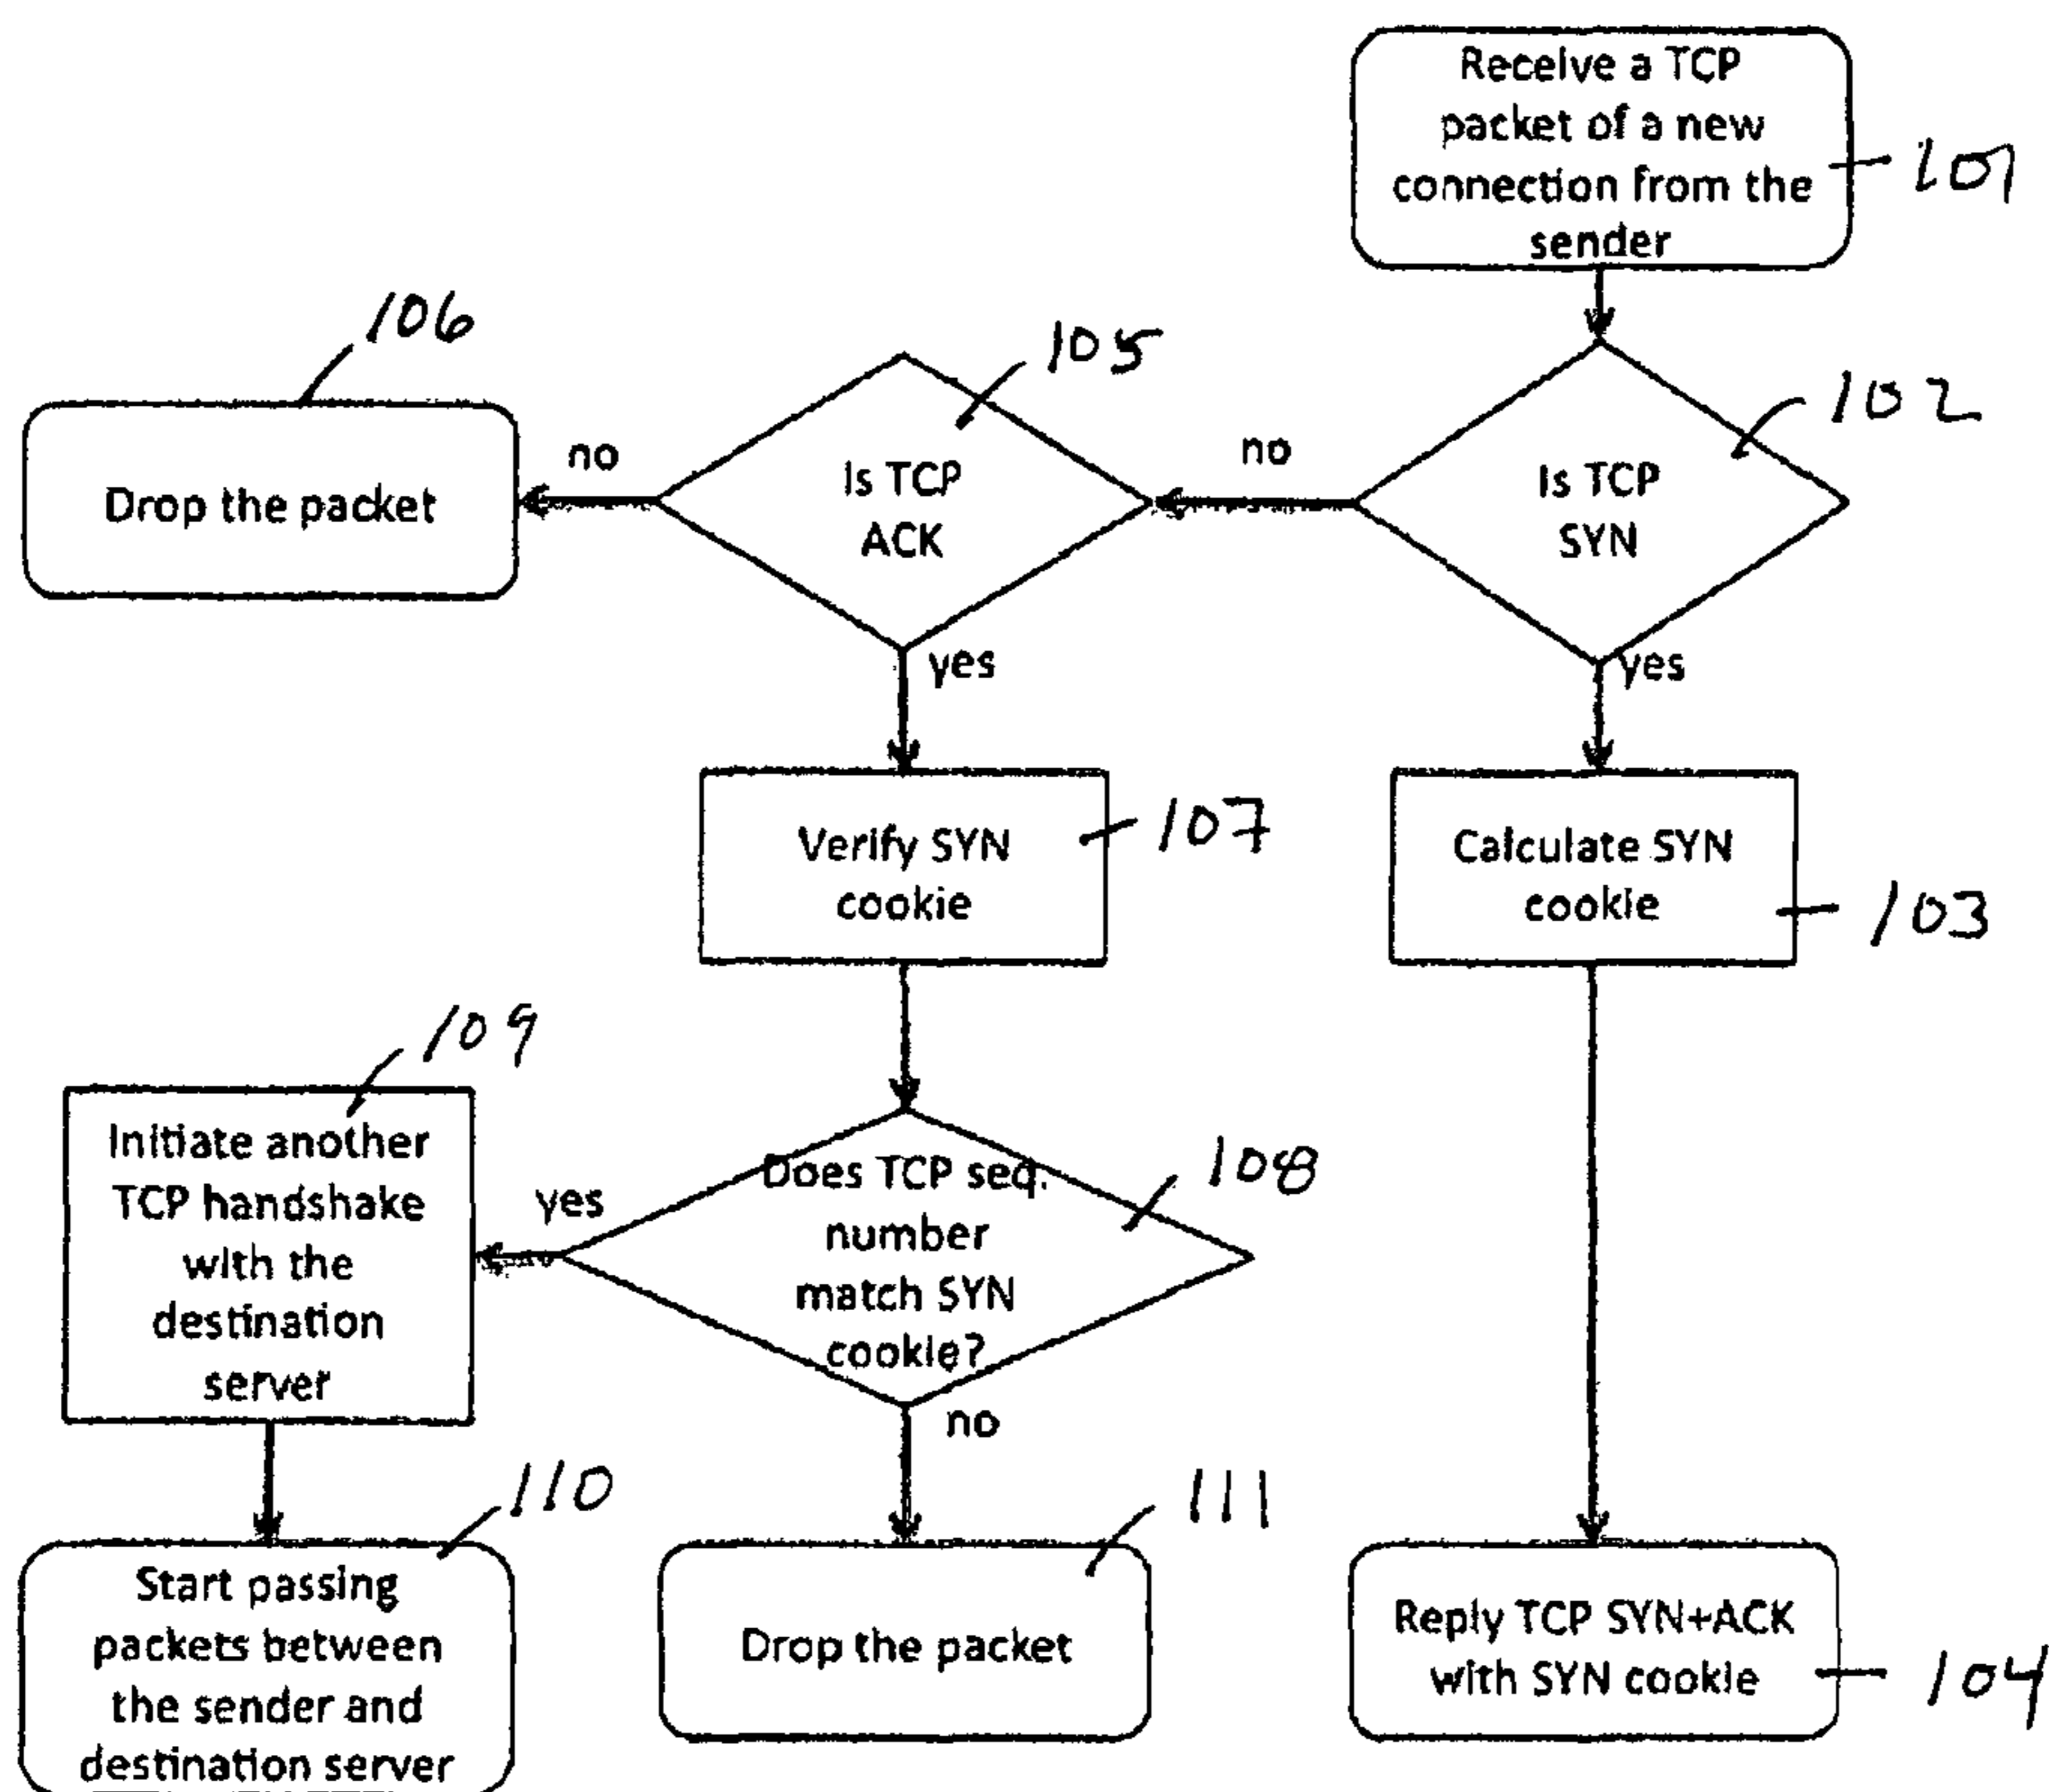 Receive a TCP
packet of a new
connection from the
sender
101
Is TCP
SYN
102
no
yes
Is TCP
ACK
105
no
yes
Drop the packet
106
Verify SYN
cookie
107
Calculate SYN
cookie
103
Does TCP seq.
number
match SYN
cookie?
108
yes
no
Initiate another
TCP handshake
with the
destination
server
109
Start passing
packets between
the sender and
destination server
110
Drop the packet
111
Reply TCP SYN+ACK
with SYN cookie
104